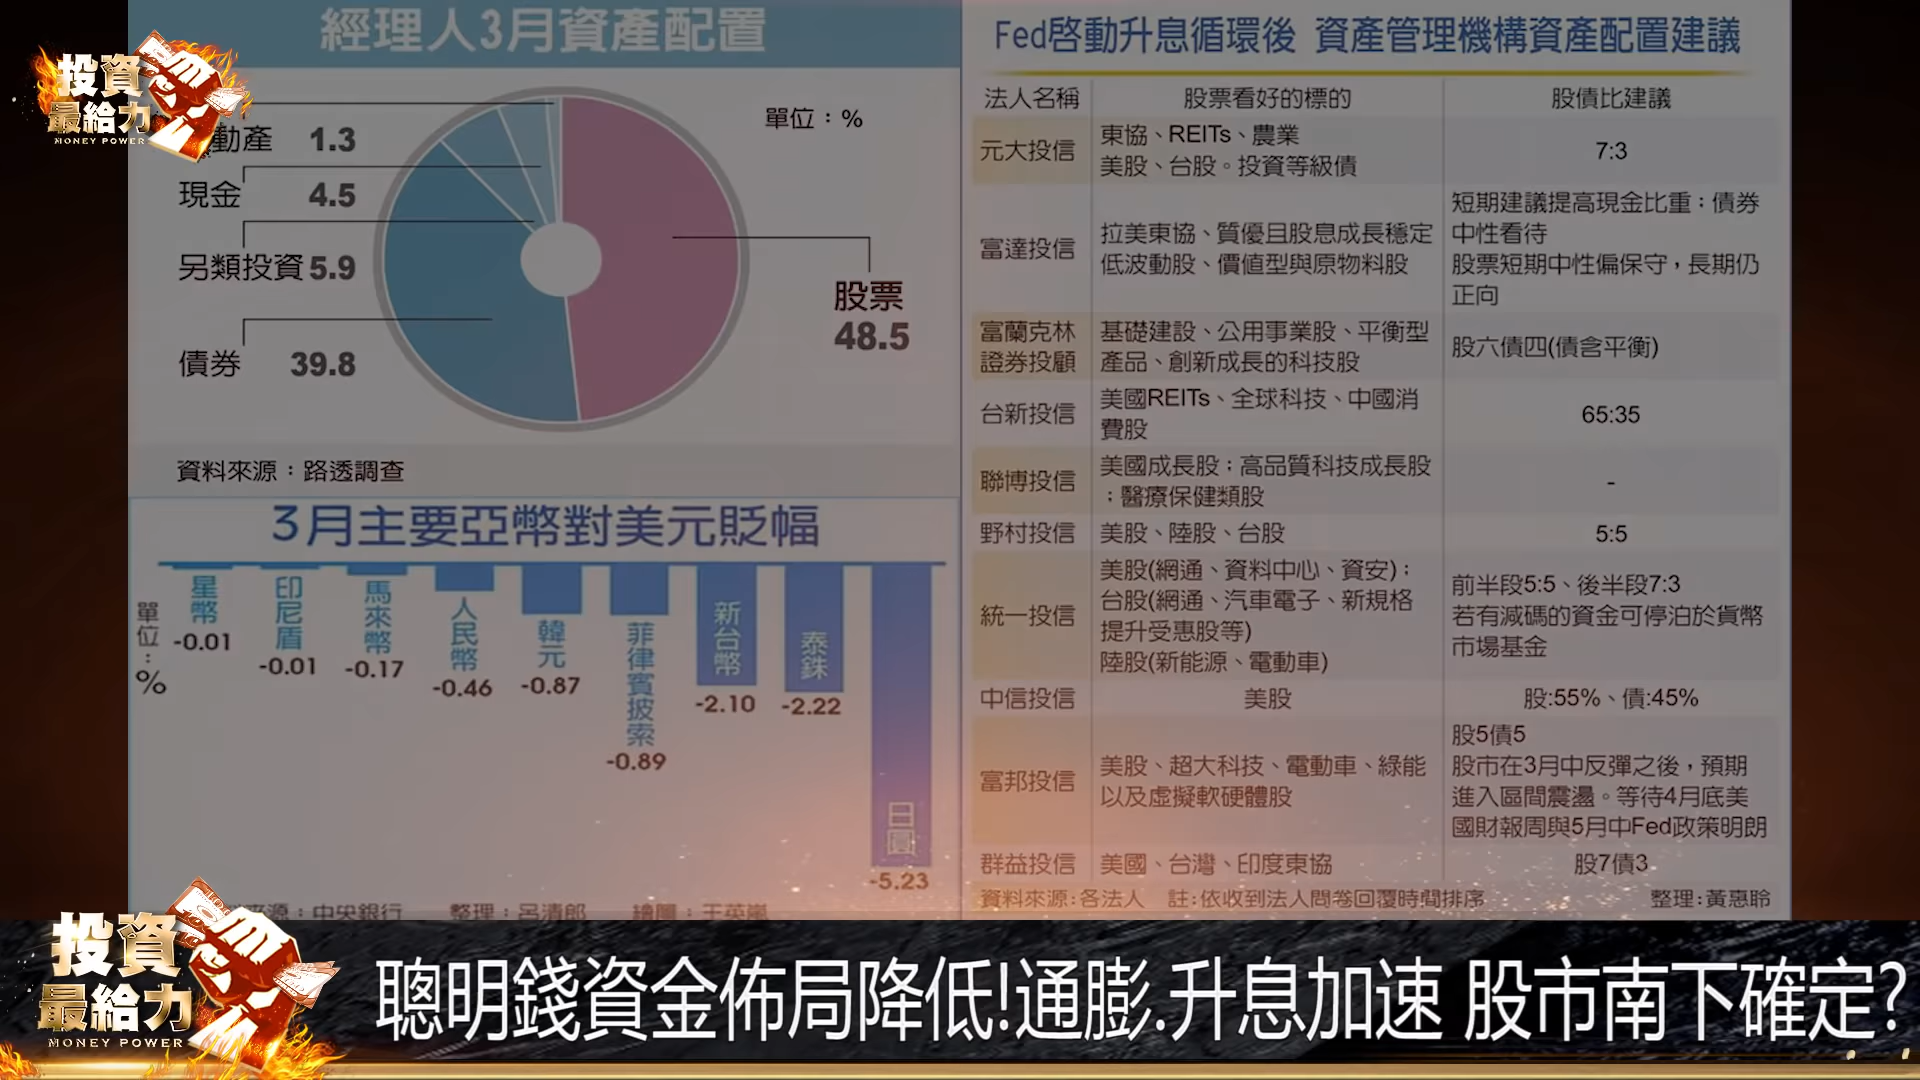 投資
最給力
MONEY POWER
經理人3月資產配置
單位：%
動產 1.3
現金 4.5
另類投資 5.9
債券 39.8
股票
48.5
資料來源：路透調查
3月主要亞幣對美元貶幅
單位：%
星幣
-0.01
印尼盾
-0.01
馬來幣
-0.17
人民幣
-0.46
韓元
-0.87
菲律賓披索
-0.89
新台幣
-2.10
泰銖
-2.22
日圓
-5.23
來源：中央銀行 整理：呂清郎 繪圖：王英嵐
Fed啓動升息循環後 資產管理機構資產配置建議
法人名稱 股票看好的標的 股債比建議
元大投信
東協、REITs、農業
美股、台股。投資等級債
7:3
富達投信
拉美東協、質優且股息成長穩定
低波動股、價值型與原物料股
短期建議提高現金比重：債券
中性看待
股票短期中性偏保守，長期仍
正向
富蘭克林
證券投顧
基礎建設、公用事業股、平衡型
產品、創新成長的科技股
股六債四(債含平衡)
台新投信
美國REITs、全球科技、中國消
費股
65:35
聯博投信
美國成長股；高品質科技成長股
；醫療保健類股
-
野村投信 美股、陸股、台股 5:5
統一投信
美股(網通、資料中心、資安)；
台股(網通、汽車電子、新規格
提升受惠股等)
陸股(新能源、電動車)
前半段5:5、後半段7:3
若有減碼的資金可停泊於貨幣
市場基金
中信投信 美股 股:55%、債:45%
富邦投信
美股、超大科技、電動車、綠能
以及虛擬軟硬體股
股5債5
股市在3月中反彈之後，預期
進入區間震盪。等待4月底美
國財報周與5月中Fed政策明朗
群益投信 美國、台灣、印度東協 股7債3
資料來源:各法人 註:依收到法人問卷回覆時間排序 整理:黃惠聆
投資
最給力
MONEY POWER
聰明錢資金佈局降低!通膨.升息加速 股市南下確定?